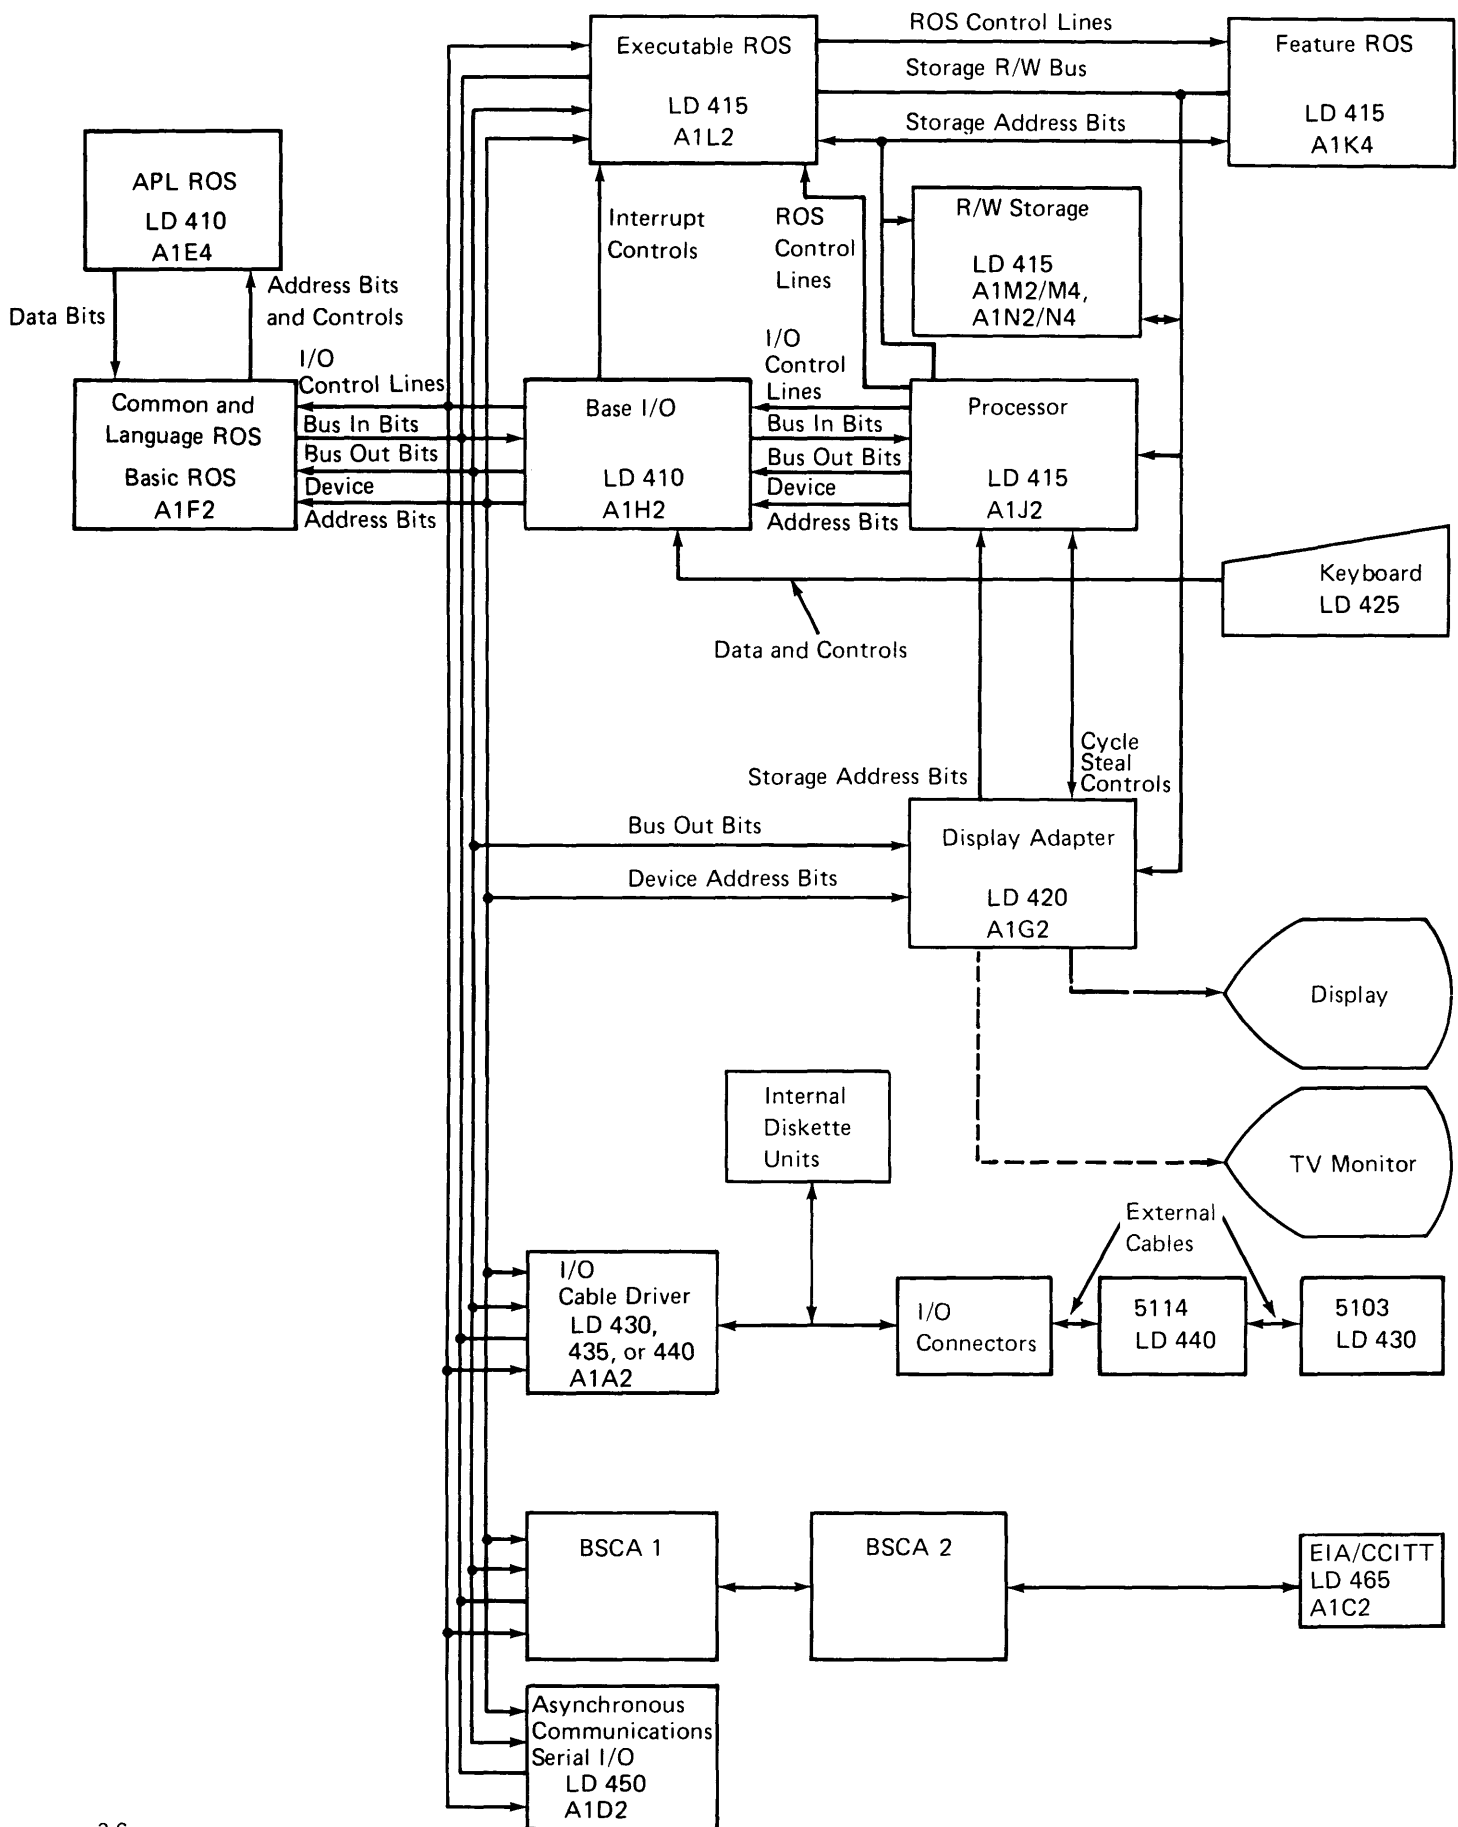 ROS Control Lines
Executable ROS
LD 415
A1L2
Feature ROS
LD 415
A1K4
Storage R/W Bus
Storage Address Bits
APL ROS
LD 410
A1E4
Interrupt
Controls
ROS
Control
Lines
R/W Storage
LD 415
A1M2/M4,
A1N2/N4
Data Bits
Address Bits
and Controls
I/O
Control Lines
Bus In Bits
Bus Out Bits
Device
Address Bits
Common and
Language ROS
Basic ROS
A1F2
Base I/O
LD 410
A1H2
I/O
Control
Lines
Bus In Bits
Bus Out Bits
Device
Address Bits
Processor
LD 415
A1J2
Keyboard
LD 425
Data and Controls
Storage Address Bits
Cycle
Steal
Controls
Bus Out Bits
Device Address Bits
Display Adapter
LD 420
A1G2
Display
Internal
Diskette
Units
TV Monitor
External
Cables
I/O
Cable Driver
LD 430,
435, or 440
A1A2
I/O
Connectors
5114
LD 440
5103
LD 430
BSCA 1
BSCA 2
EIA/CCITT
LD 465
A1C2
Asynchronous
Communications
Serial I/O
LD 450
A1D2